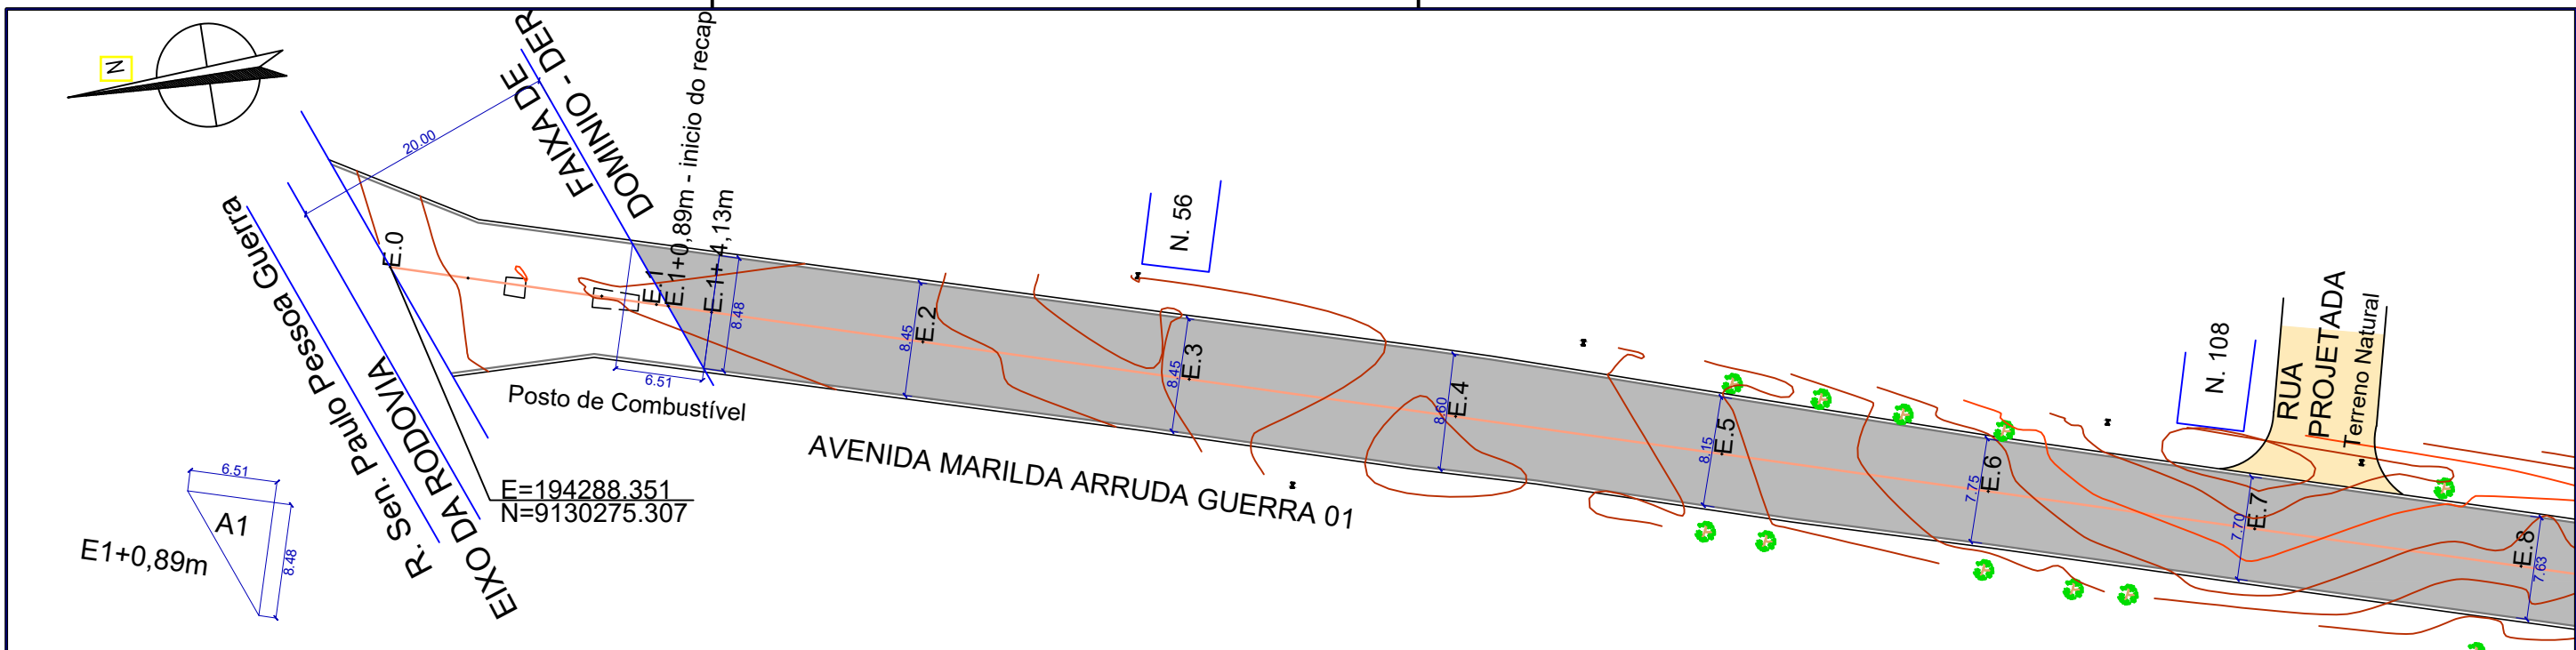 N
20.00
FAIXA DE
DOMINIO - DER
E.1+0,89m - inicio do recap
E.1+4,13m
E.0
E.1
R. Sen. Paulo Pessoa Guerra
EIXO DA RODOVIA
Posto de Combustível
6.51
8.48
E=194288.351
N=9130275.307
6.51
A1
8.48
E1+0,89m
AVENIDA MARILDA ARRUDA GUERRA 01
8.45
E.2
N. 56
8.45
E.3
8.60
E.4
8.15
E.5
7.75
E.6
N. 108
RUA
PROJETADA
Terreno Natural
7.70
E.7
E.8
7.63